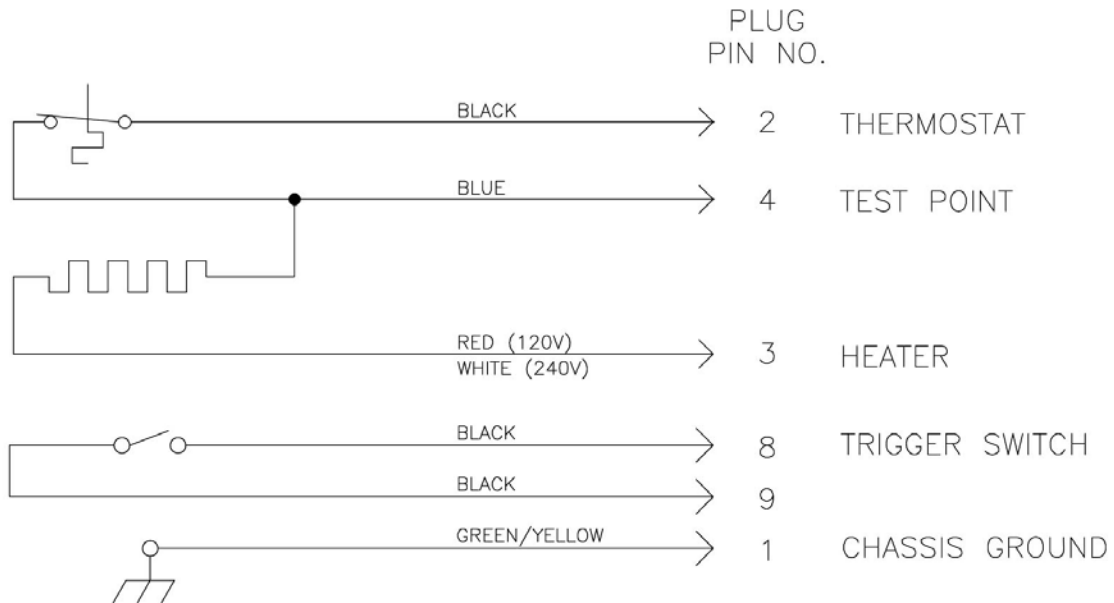 PLUG
PIN NO.
BLACK 2 THERMOSTAT
BLUE 4 TEST POINT
RED (120V)
WHITE (240V)
3 HEATER
BLACK 8 TRIGGER SWITCH
BLACK 9
GREEN/YELLOW 1 CHASSIS GROUND